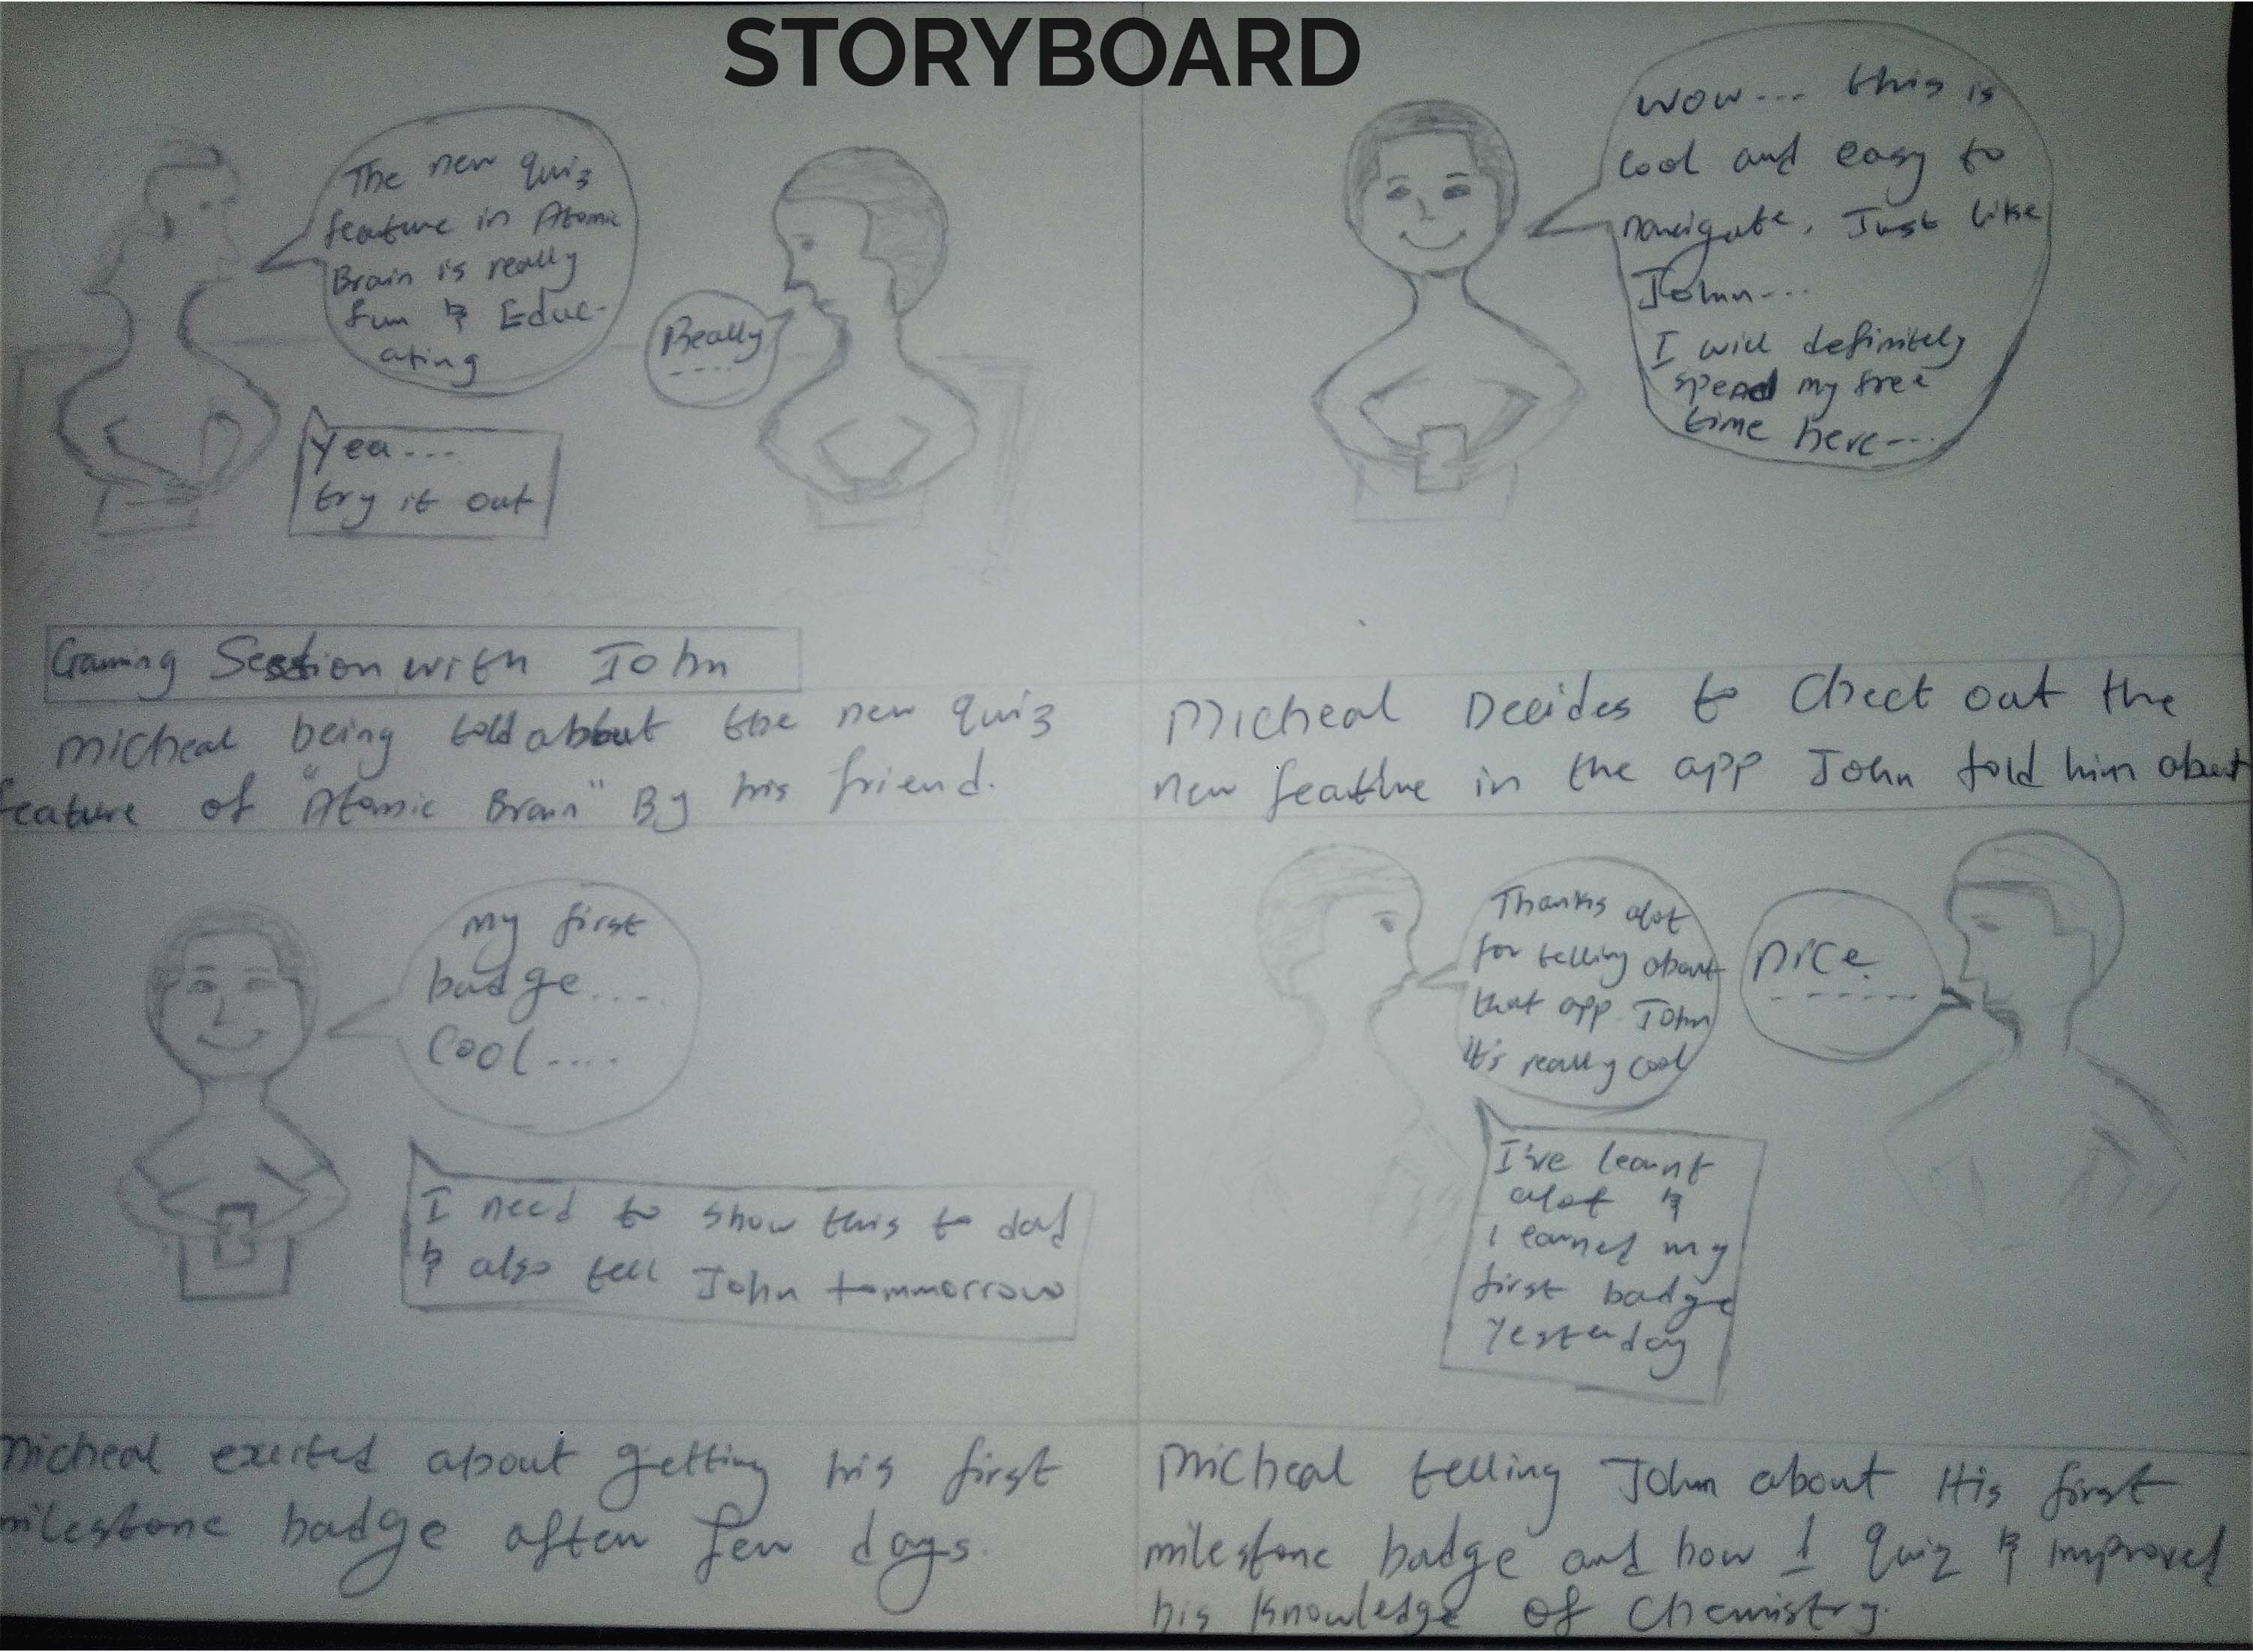 STORYBOARD
The new quiz
feature in Atomic
Brain is really
fun & Educ-
ating
Really
----
Yea---
try it out
Gaming Session with John
Micheal being told about the new quiz
feature of "Atomic Brain" By his friend.
WOW--- this is
cool and easy to
navigate. Just like
John---
I will definitely
spend my free
time here---
Micheal Decides to Check out the
new feature in the app John told him about
my first
badge....
Cool....
I need to show this to dad
& also tell John tommorrow
Micheal excited about getting his first
milestone badge after few days.
Thanks alot
for telling about
that app John
it's really cool
nice
------
I've learnt
alot &
I earned my
first badge
Yesterday
Micheal telling John about His first
milestone badge and how quiz & improved
his knowledge of Chemistry.